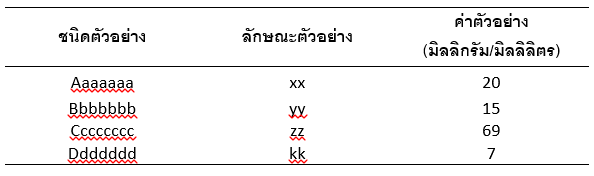 ชนิดตัวอย่าง ลักษณะตัวอย่าง ค่าตัวอย่าง
(มิลลิกรัม/มิลลิลิตร)
Aaaaaaa xx 20
Bbbbbbb yy 15
Cccccccc zz 69
Ddddddd kk 7